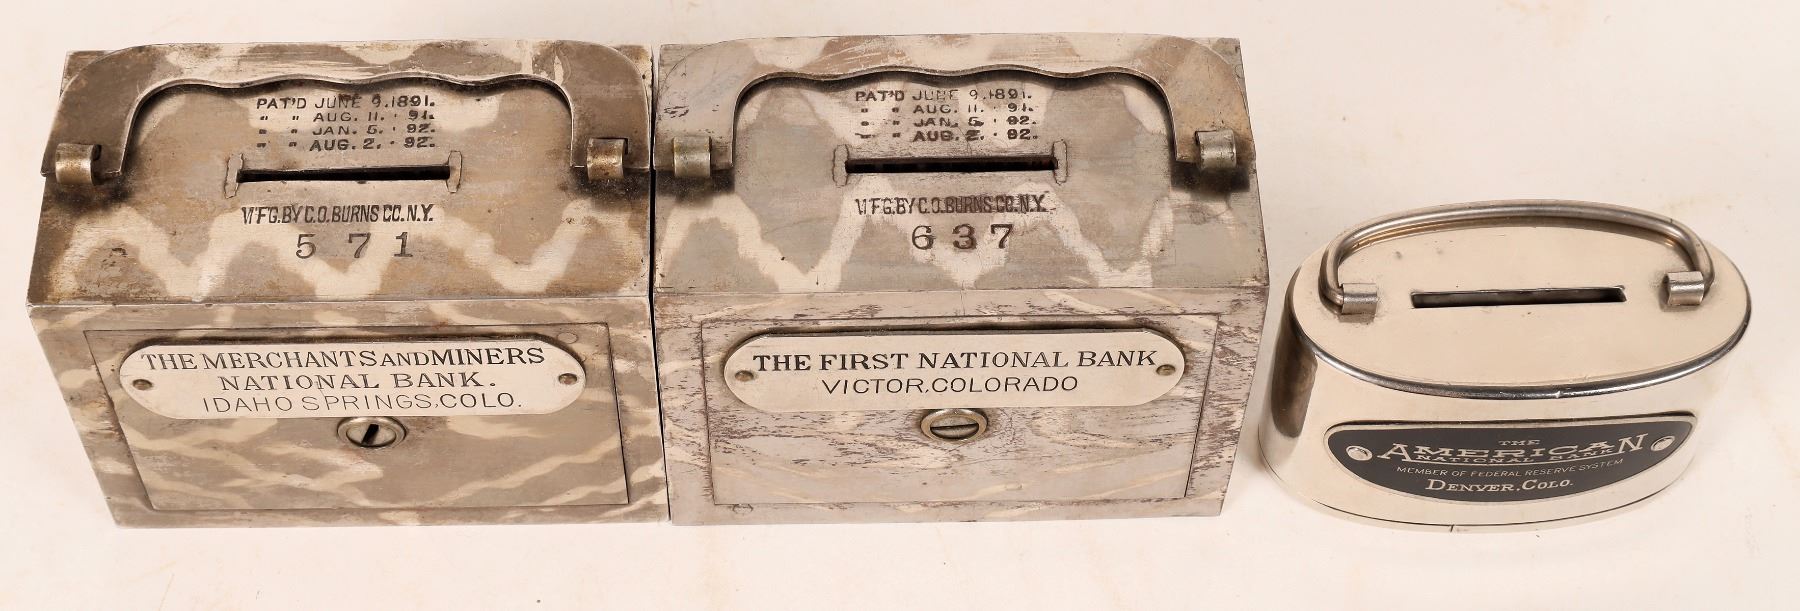 PAT'D JUNE 9.1891.
" " AUG. 11. · 91.
" " JAN. 5. · 92.
" " AUG. 2. · 92.
M'F'G.BY C.O.BURNS CO.N.Y.
571
THE MERCHANTS AND MINERS
NATIONAL BANK.
IDAHO SPRINGS,COLO.
PAT'D JUNE 9.1891.
" " AUG. 11. · 91.
" " JAN. 5. · 92.
" " AUG. 2. · 92.
M'F'G.BY C.O.BURNS CO.N.Y.
637
THE FIRST NATIONAL BANK
VICTOR,COLORADO
THE
AMERICAN
NATIONAL BANK
MEMBER OF FEDERAL RESERVE SYSTEM
DENVER, COLO.